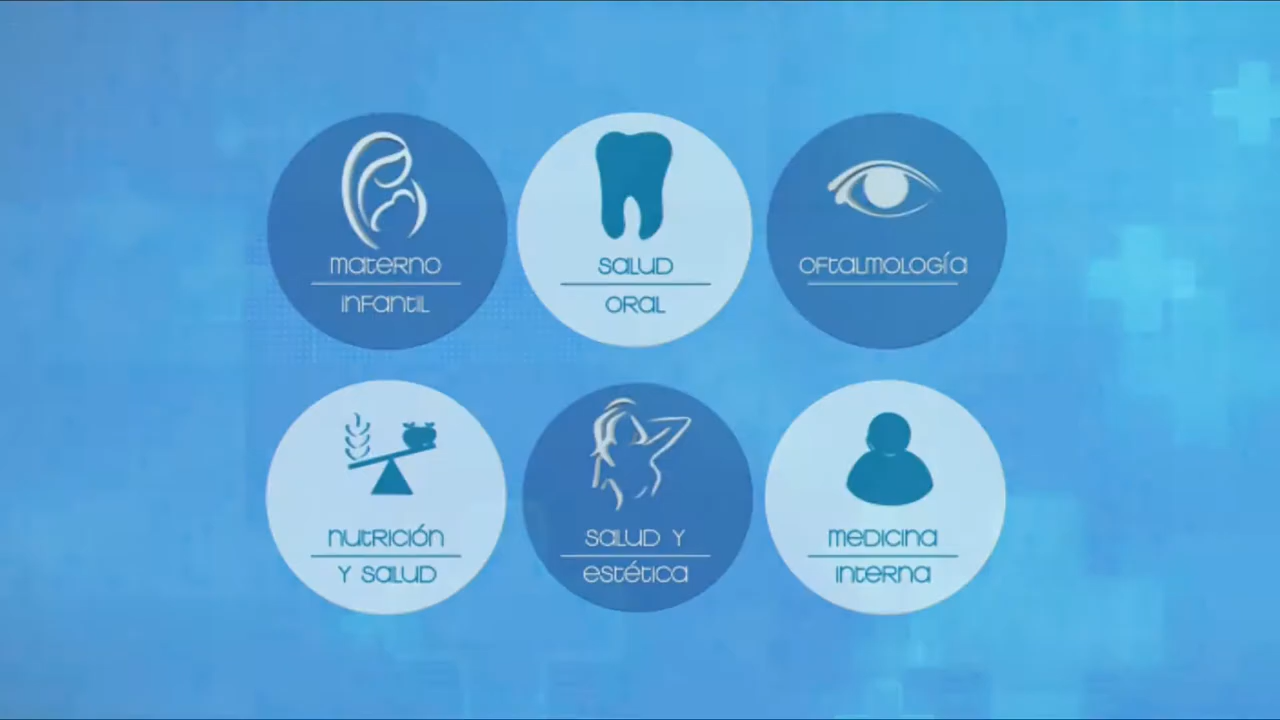 MATERNO
INFANTIL
SALUD
ORAL
OFTALMOLOGÍA
NUTRICIÓN
Y SALUD
SALUD Y
ESTÉTICA
MEDICINA
INTERNA